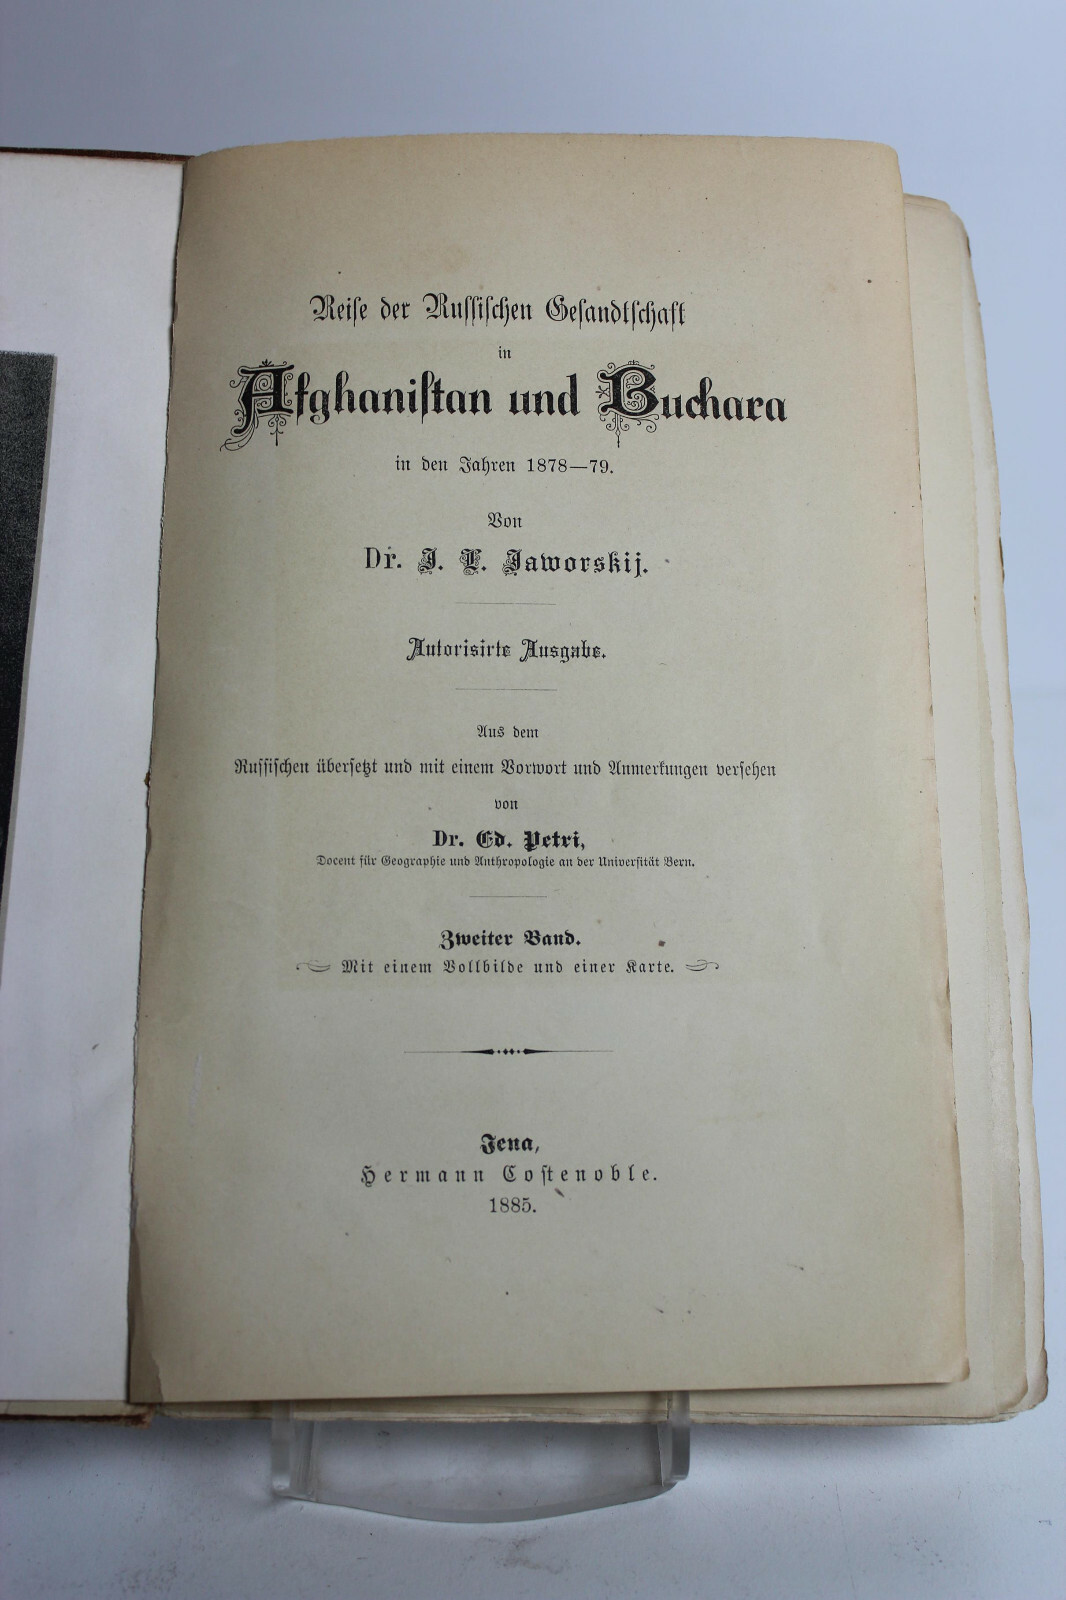 Reise der Russischen Gesandtschaft
in
Afghanistan und Buchara
in den Jahren 1878—79.
Von
Dr. J. L. Jaworskij.
Autorisirte Ausgabe.
Aus dem
Russischen übersetzt und mit einem Vorwort und Anmerkungen versehen
von
Dr. Ed. Petri,
Docent für Geographie und Anthropologie an der Universität Bern.
Zweiter Band.
Mit einem Vollbilde und einer Karte.
Jena,
Hermann Costenoble.
1885.